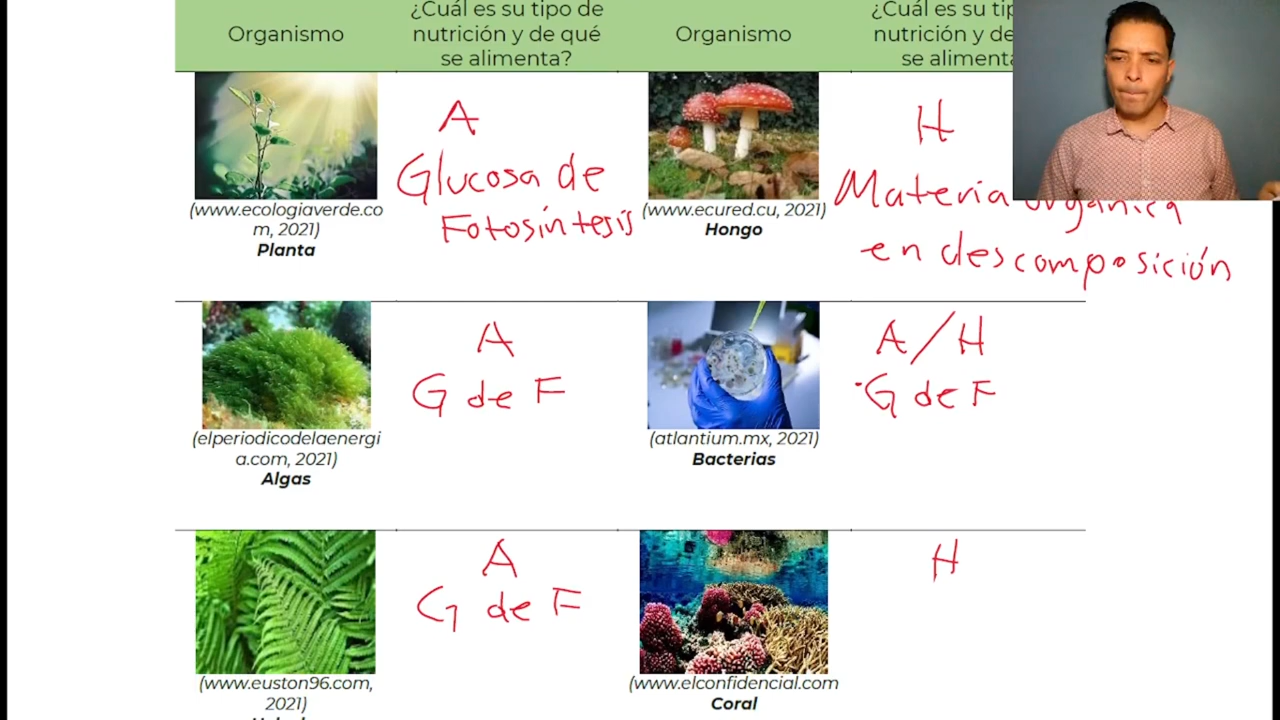 Organismo
¿Cuál es su tipo de
nutrición y de qué
se alimenta?
Organismo
¿Cuál es su
nutrición y de
se alimenta
A
Glucosa de
Fotosíntesis
(www.ecologiaverde.co
m, 2021)
Planta
H
Materia orgánica
en descomposición
(www.ecured.cu, 2021)
Hongo
A
G de F
(elperiodicodelaenergi
a.com, 2021)
Algas
A/H
G de F
(atlantium.mx, 2021)
Bacterias
A
G de F
(www.euston96.com,
2021)
H
(www.elconfidencial.com
Coral